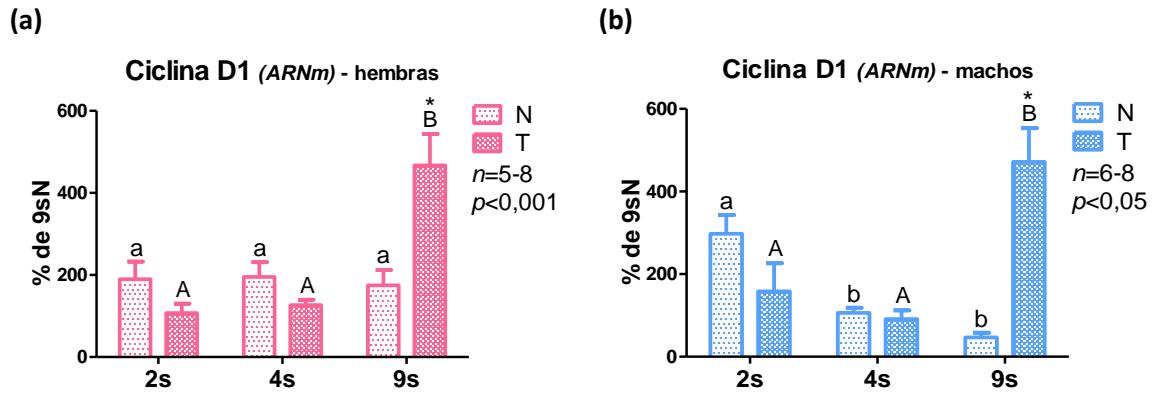 (a)
Ciclina D1 (ARNm) - hembras
% de 9sN
600
400
200
0
a
A
a
A
a
*
B
2s
4s
9s
N
T
n=5-8
p<0,001
(b)
Ciclina D1 (ARNm) - machos
% de 9sN
600
400
200
0
a
A
b
A
b
*
B
2s
4s
9s
N
T
n=6-8
p<0,05